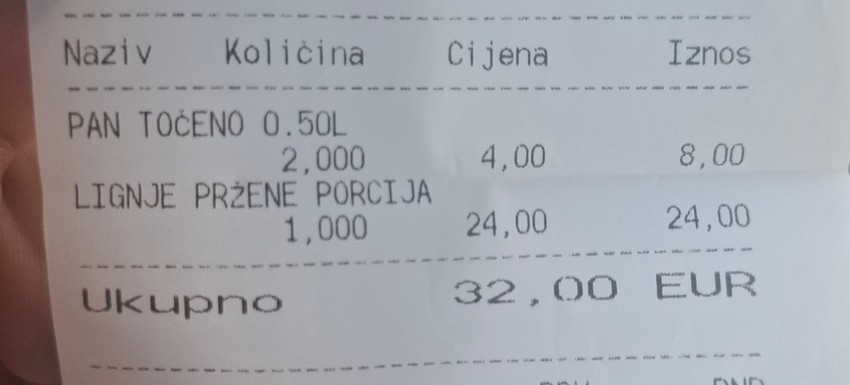 Naziv Količina Cijena Iznos
PAN TOČENO 0.50L
2,000 4,00 8,00
LIGNJE PRŽENE PORCIJA
1,000 24,00 24,00
Ukupno 32,00 EUR